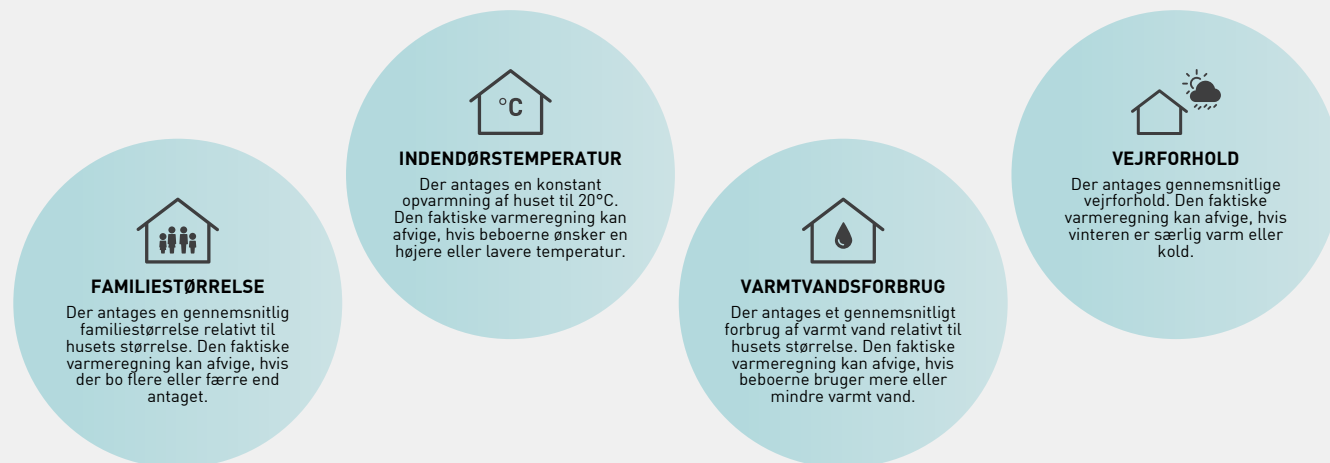 FAMILIESTØRRELSE
Der antages en gennemsnitlig
familiestørrelse relativt til
husets størrelse. Den faktiske
varmeregning kan afvige, hvis
der bo flere eller færre end
antaget.
°C
INDENDØRSTEMPERATUR
Der antages en konstant
opvarmning af huset til 20°C.
Den faktiske varmeregning kan
afvige, hvis beboerne ønsker en
højere eller lavere temperatur.
VARMTVANDSFORBRUG
Der antages et gennemsnitligt
forbrug af varmt vand relativt til
husets størrelse. Den faktiske
varmeregning kan afvige, hvis
beboerne bruger mere eller
mindre varmt vand.
VEJRFORHOLD
Der antages gennemsnitlige
vejrforhold. Den faktiske
varmeregning kan afvige, hvis
vinteren er særlig varm eller
kold.